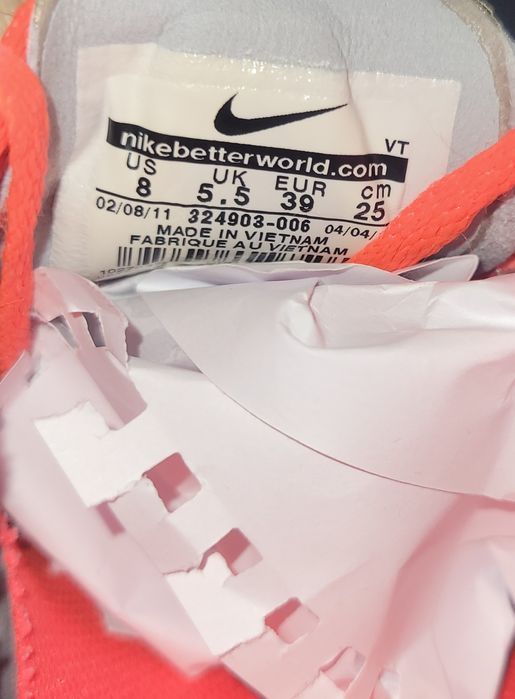 VT
nikebetterworld.com
US UK EUR cm
8 5.5 39 25
02/08/11 324903-006 04/04/
MADE IN VIETNAM
FABRIQUE AU VIETNAM